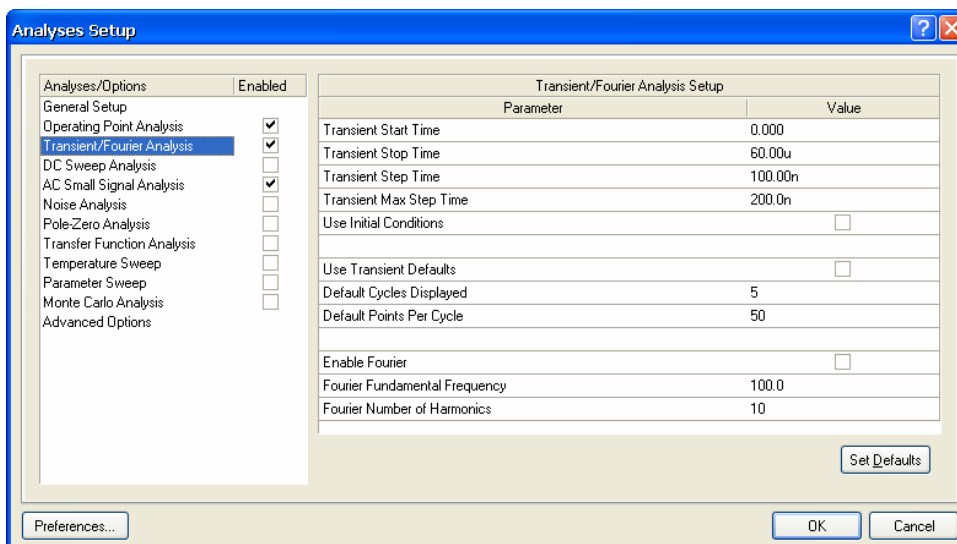 Analyses Setup
Analyses/Options Enabled
General Setup
Operating Point Analysis
Transient/Fourier Analysis
DC Sweep Analysis
AC Small Signal Analysis
Noise Analysis
Pole-Zero Analysis
Transfer Function Analysis
Temperature Sweep
Parameter Sweep
Monte Carlo Analysis
Advanced Options
Transient/Fourier Analysis Setup
Parameter Value
Transient Start Time 0.000
Transient Stop Time 60.00u
Transient Step Time 100.00n
Transient Max Step Time 200.0n
Use Initial Conditions
Use Transient Defaults
Default Cycles Displayed 5
Default Points Per Cycle 50
Enable Fourier
Fourier Fundamental Frequency 100.0
Fourier Number of Harmonics 10
Set Defaults
Preferences... OK Cancel